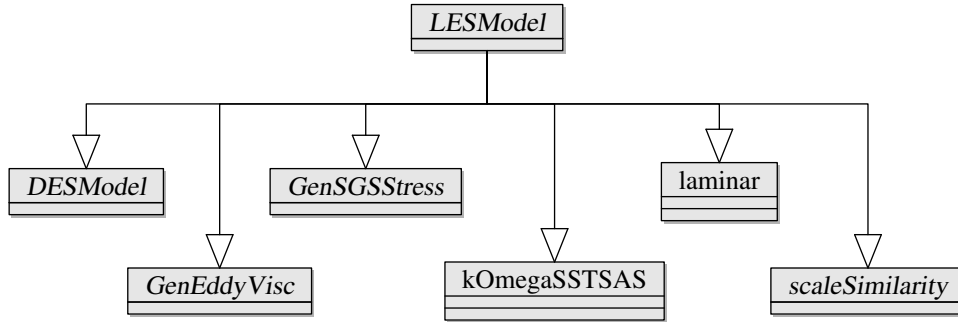 LESModel
DESModel
GenSGSStress
laminar
GenEddyVisc
kOmegaSSTSAS
scaleSimilarity